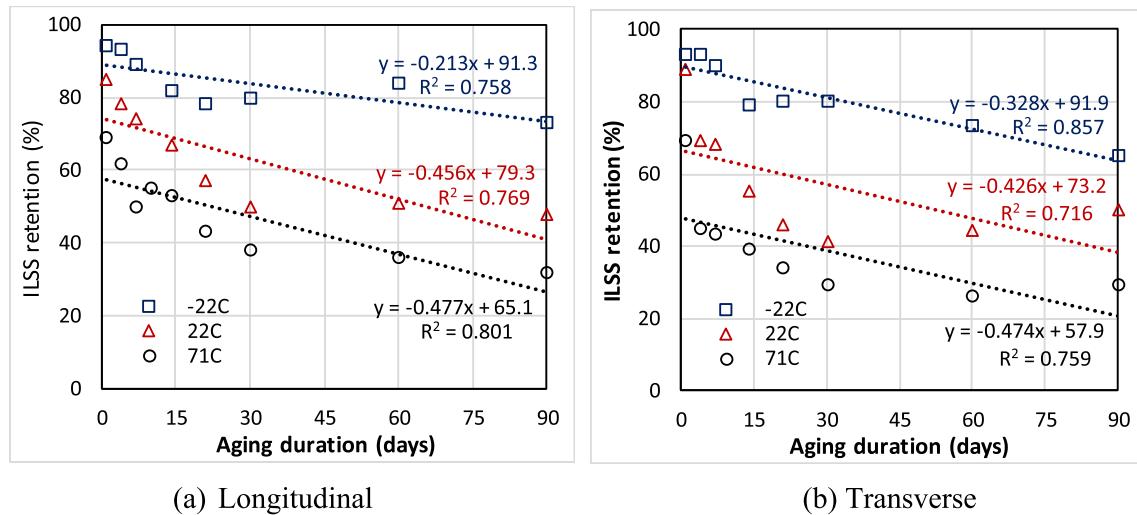 100
80
60
40
20
0
ILSS retention (%)
y = -0.213x + 91.3
R² = 0.758
y = -0.456x + 79.3
R² = 0.769
y = -0.477x + 65.1
R² = 0.801
-22C
22C
71C
0 15 30 45 60 75 90
Aging duration (days)
(a) Longitudinal
100
80
60
40
20
0
ILSS retention (%)
y = -0.328x + 91.9
R² = 0.857
y = -0.426x + 73.2
R² = 0.716
y = -0.474x + 57.9
R² = 0.759
-22C
22C
71C
0 15 30 45 60 75 90
Aging duration (days)
(b) Transverse